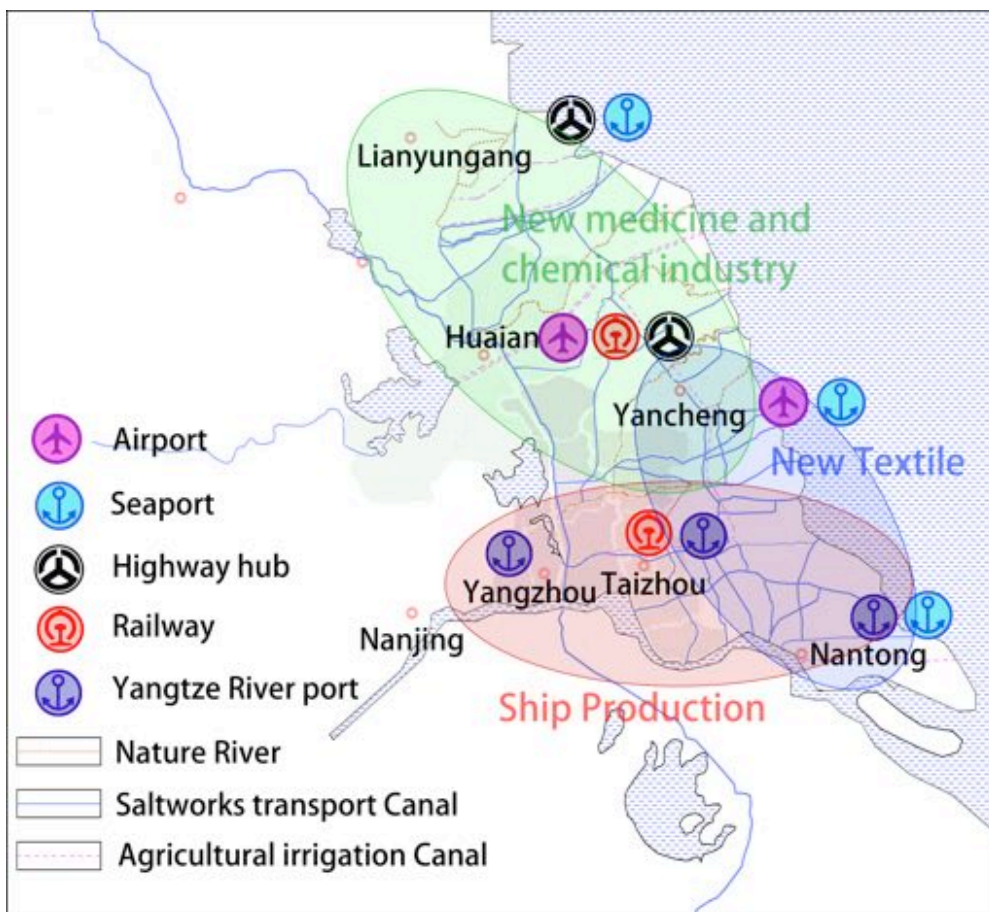 Lianyungang
New medicine and
chemical industry
Huaian
Yancheng
Airport
New Textile
Seaport
Highway hub
Yangzhou
Taizhou
Railway
Nanjing
Nantong
Yangtze River port
Ship Production
Nature River
Saltworks transport Canal
Agricultural irrigation Canal